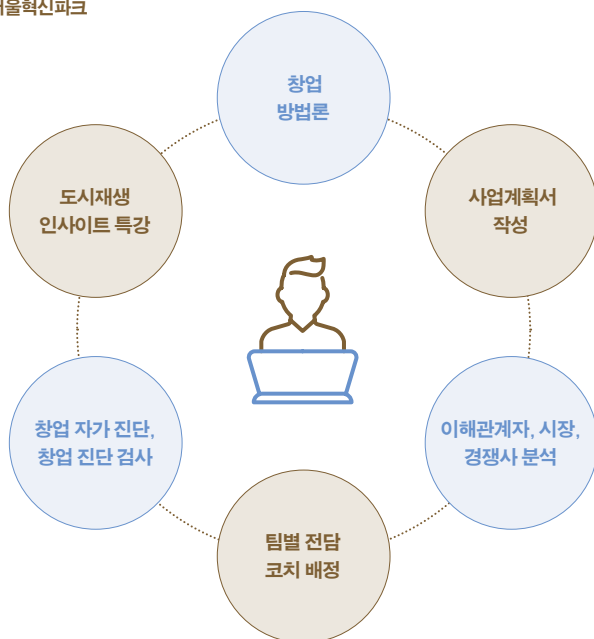 서울혁신파크
창업
방법론
도시재생
인사이트 특강
사업계획서
작성
창업 자가 진단,
창업 진단 검사
이해관계자, 시장,
경쟁사 분석
팀별 전담
코치 배정